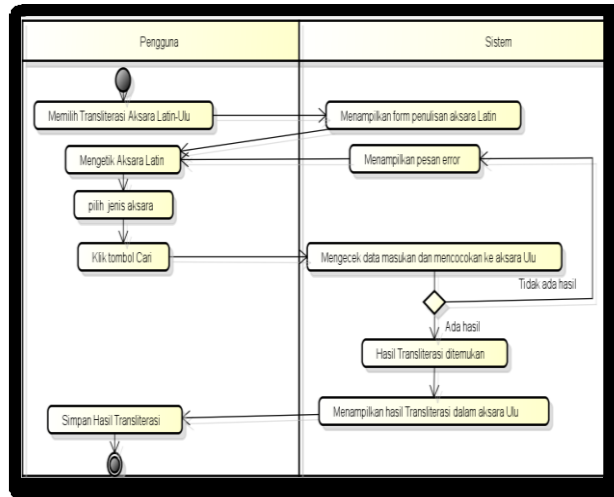 Pengguna
Sistem
Memilih Transliterasi Aksara Latin-Ulu
Menampilkan form penulisan aksara Latin
Mengetik Aksara Latin
Menampilkan pesan error
pilih jenis aksara
Klik tombol Cari
Mengecek data masukan dan mencocokan ke aksara Ulu
Tidak ada hasil
Ada hasil
Hasil Transliterasi ditemukan
Menampilkan hasil Transliterasi dalam aksara Ulu
Simpan Hasil Transliterasi